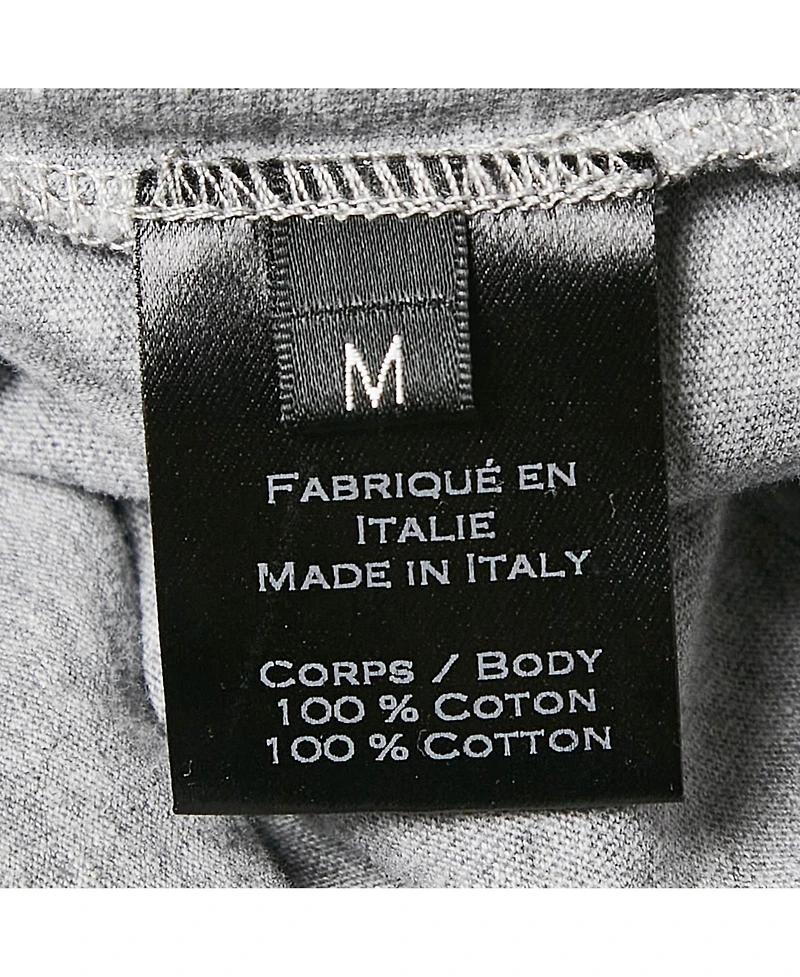 M
FABRIQUÉ EN
ITALIE
MADE IN ITALY
CORPS / BODY
100 % COTON
100 % COTTON